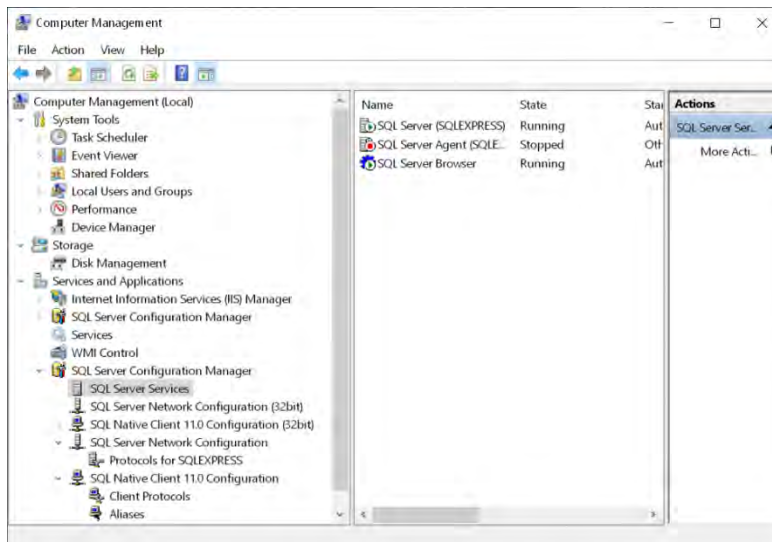 Computer Management
File Action View Help
Computer Management (Local)
System Tools
Task Scheduler
Event Viewer
Shared Folders
Local Users and Groups
Performance
Device Manager
Storage
Disk Management
Services and Applications
Internet Information Services (IIS) Manager
SQL Server Configuration Manager
Services
WMI Control
SQL Server Configuration Manager
SQL Server Services
SQL Server Network Configuration (32bit)
SQL Native Client 11.0 Configuration (32bit)
SQL Server Network Configuration
Protocols for SQLEXPRESS
SQL Native Client 11.0 Configuration
Client Protocols
Aliases
Name State Sta
SQL Server (SQLEXPRESS) Running Aut
SQL Server Agent (SQLE... Stopped Oth
SQL Server Browser Running Aut
Actions
SQL Server Ser...
More Acti...